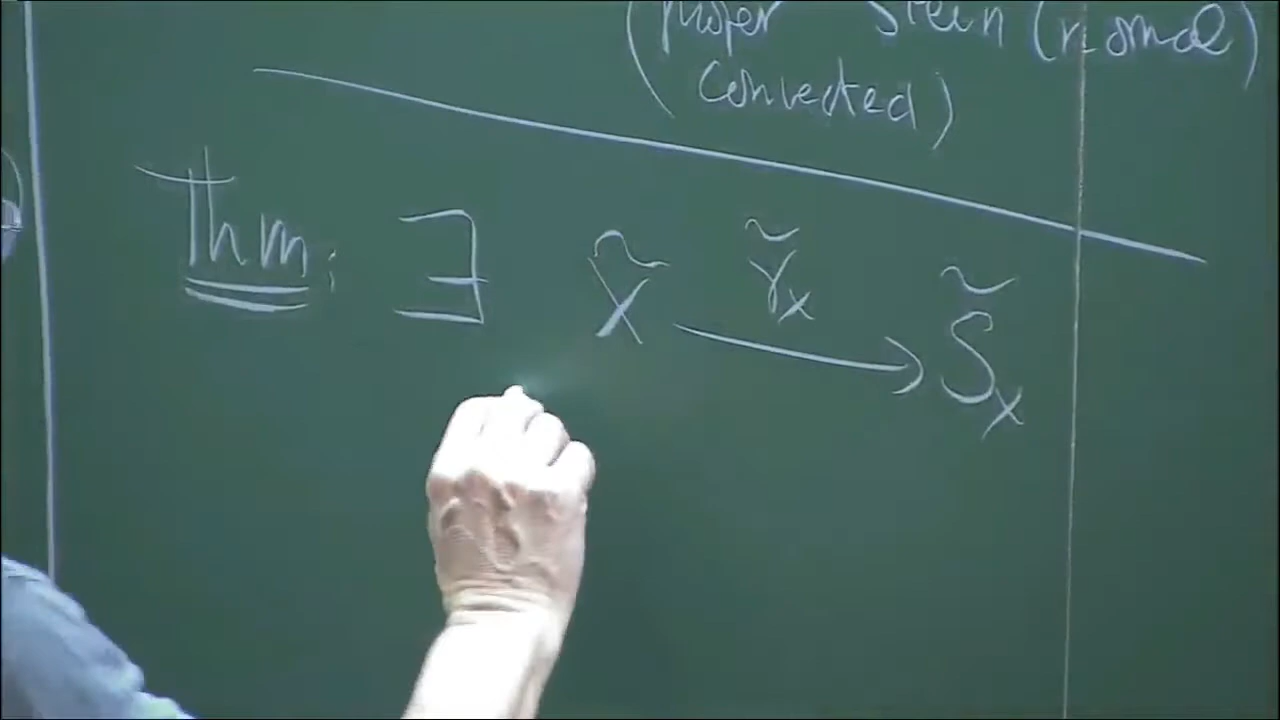 (proper Stein (normal)
connected)
Thm: ∃ X̃ —γ̃ₓ→ S̃ₓ